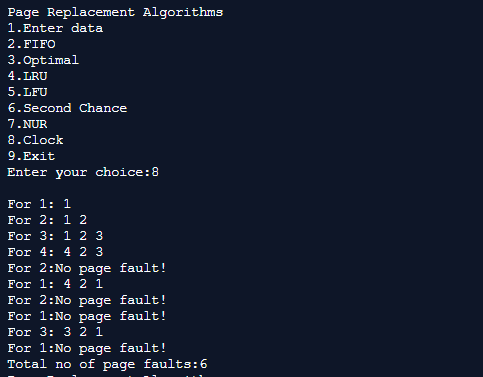 Page Replacement Algorithms
1.Enter data
2.FIFO
3.Optimal
4.LRU
5.LFU
6.Second Chance
7.NUR
8.Clock
9.Exit
Enter your choice:8
For 1: 1
For 2: 1 2
For 3: 1 2 3
For 4: 4 2 3
For 2:No page fault!
For 1: 4 2 1
For 2:No page fault!
For 1:No page fault!
For 3: 3 2 1
For 1:No page fault!
Total no of page faults:6